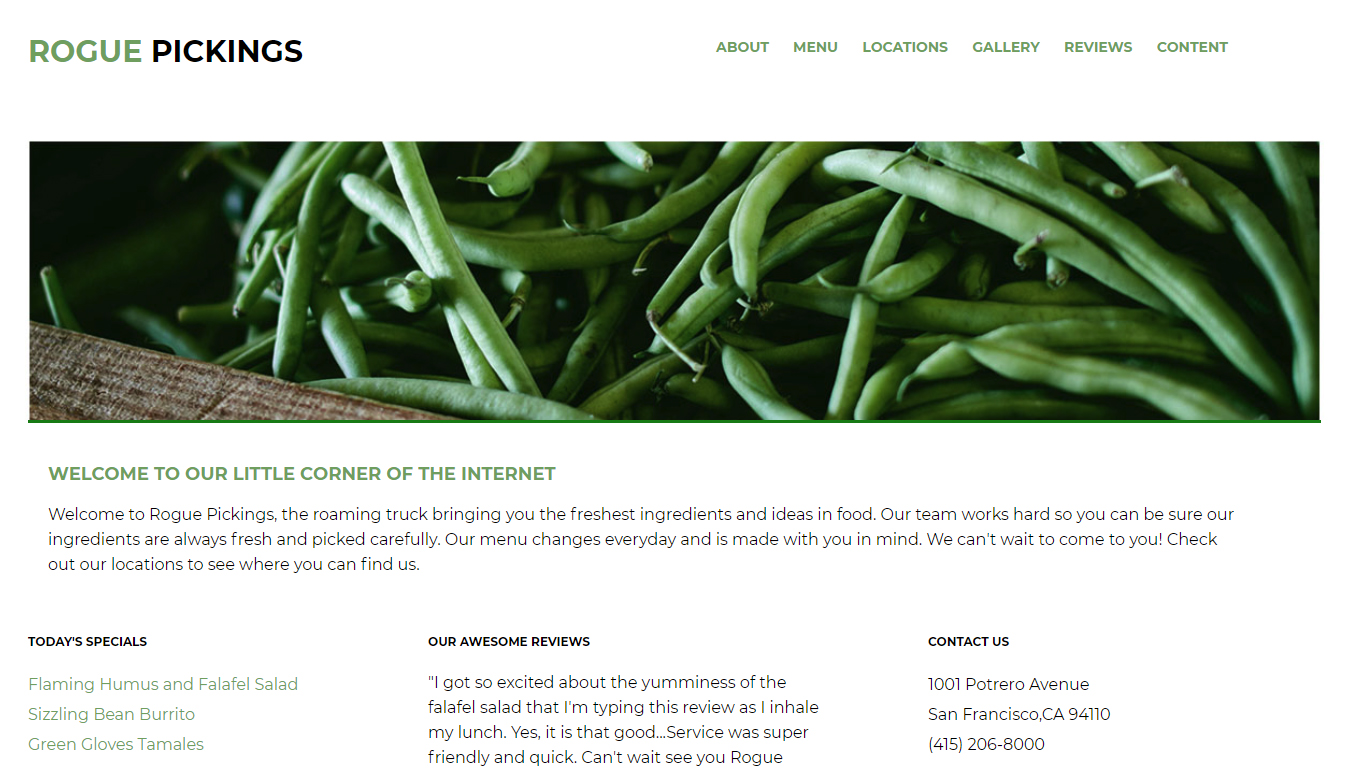 ROGUE PICKINGS
ABOUT MENU LOCATIONS GALLERY REVIEWS CONTENT
WELCOME TO OUR LITTLE CORNER OF THE INTERNET
Welcome to Rogue Pickings, the roaming truck bringing you the freshest ingredients and ideas in food. Our team works hard so you can be sure our
ingredients are always fresh and picked carefully. Our menu changes everyday and is made with you in mind. We can't wait to come to you! Check
out our locations to see where you can find us.
TODAY'S SPECIALS
Flaming Humus and Falafel Salad
Sizzling Bean Burrito
Green Gloves Tamales
OUR AWESOME REVIEWS
"I got so excited about the yumminess of the
falafel salad that I'm typing this review as I inhale
my lunch. Yes, it is that good...Service was super
friendly and quick. Can't wait see you Rogue
CONTACT US
1001 Potrero Avenue
San Francisco,CA 94110
(415) 206-8000